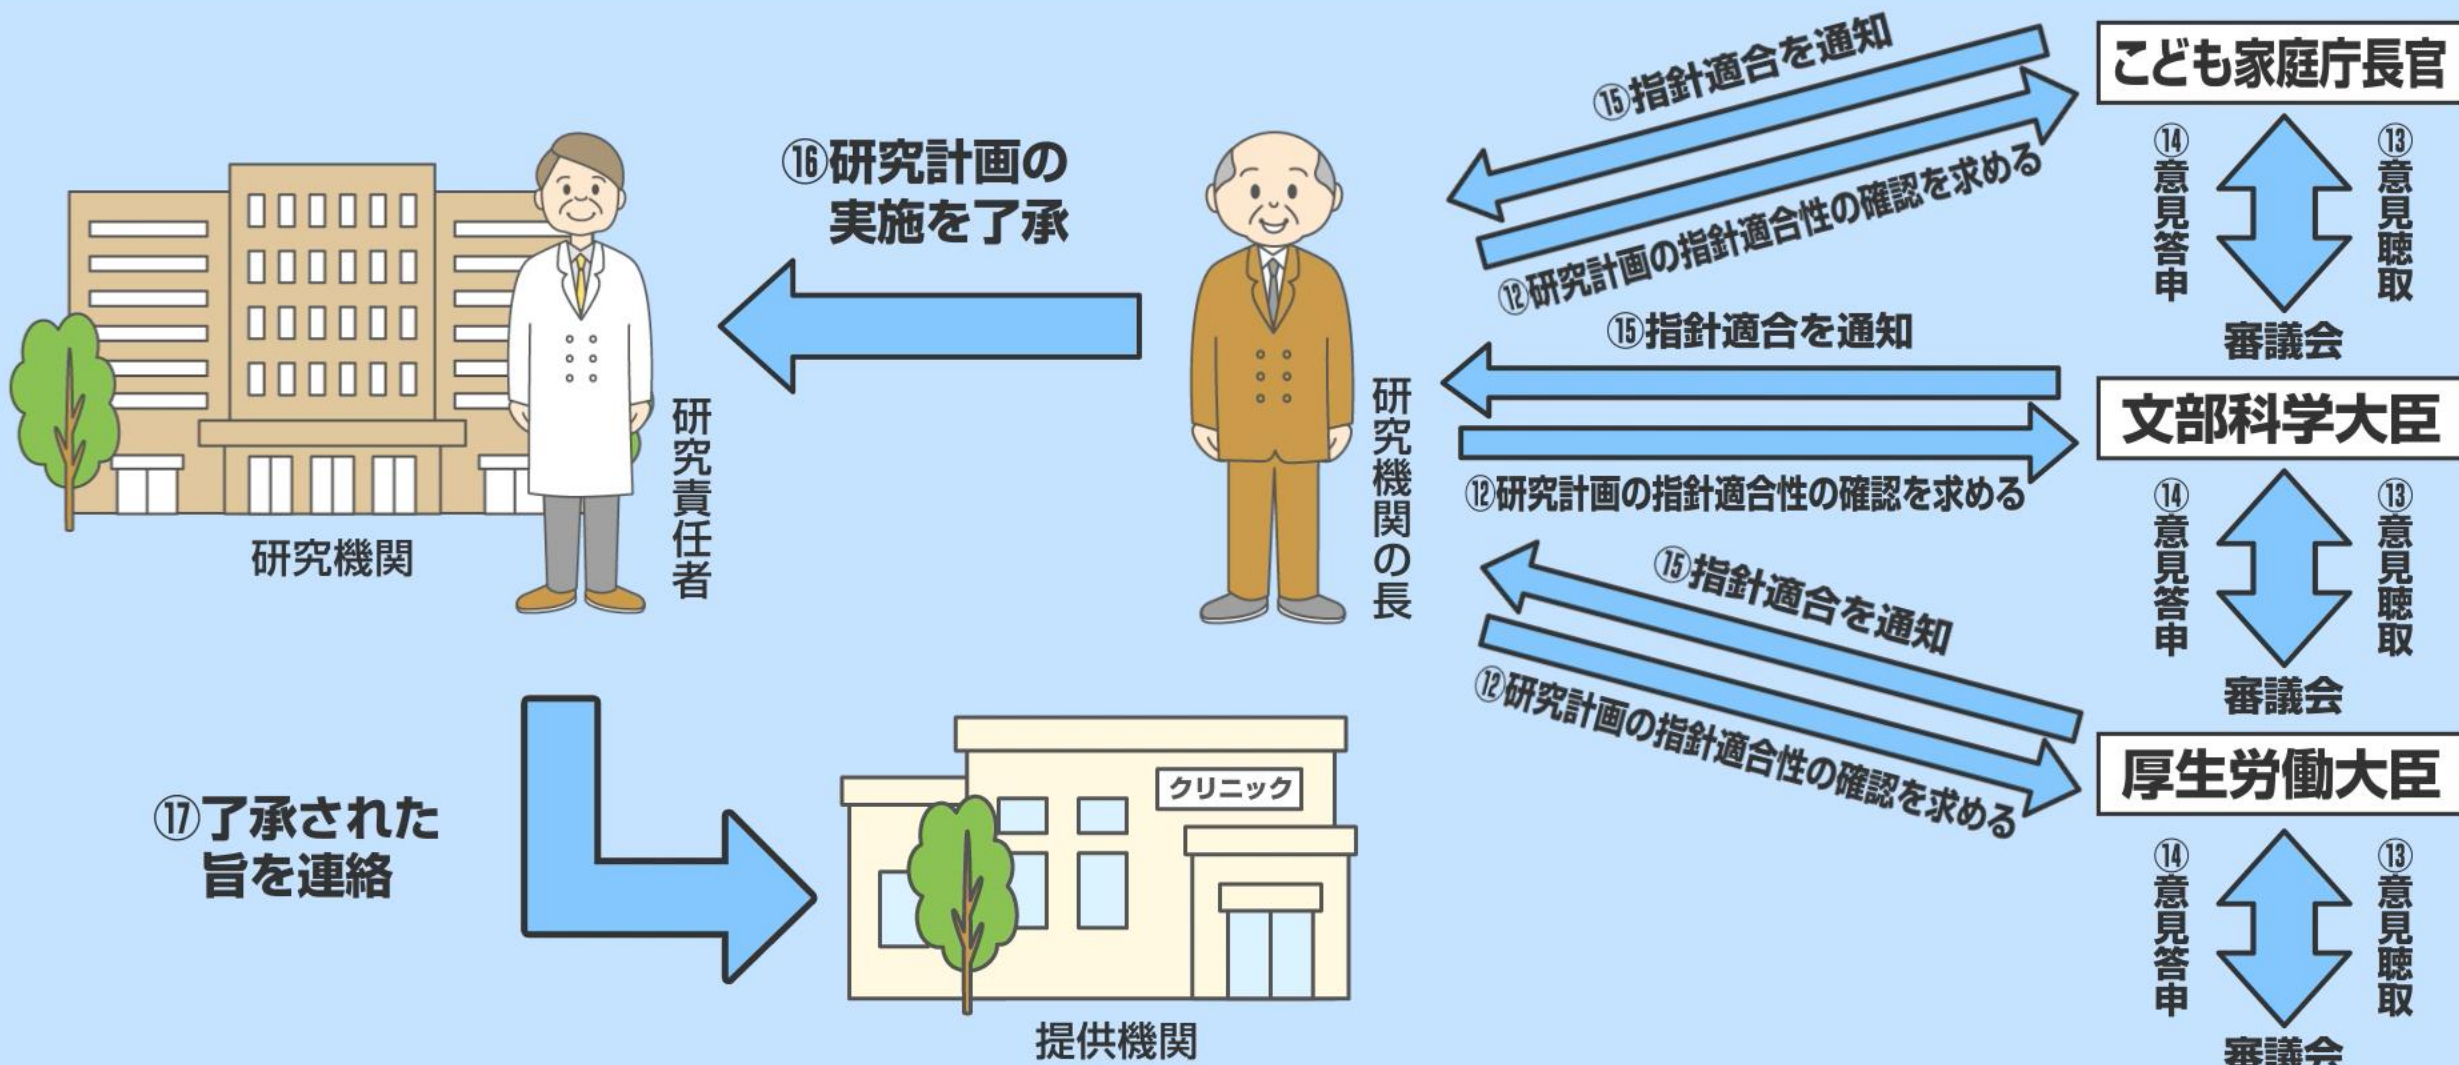 ⑯研究計画の
実施を了承
研究機関
研究責任者
研究機関の長
⑮指針適合を通知
⑫研究計画の指針適合性の確認を求める
こども家庭庁長官
⑭意見答申
⑬意見聴取
審議会
⑮指針適合を通知
⑫研究計画の指針適合性の確認を求める
文部科学大臣
⑭意見答申
⑬意見聴取
審議会
⑮指針適合を通知
⑫研究計画の指針適合性の確認を求める
厚生労働大臣
⑭意見答申
⑬意見聴取
審議会
⑰了承された
旨を連絡
クリニック
提供機関